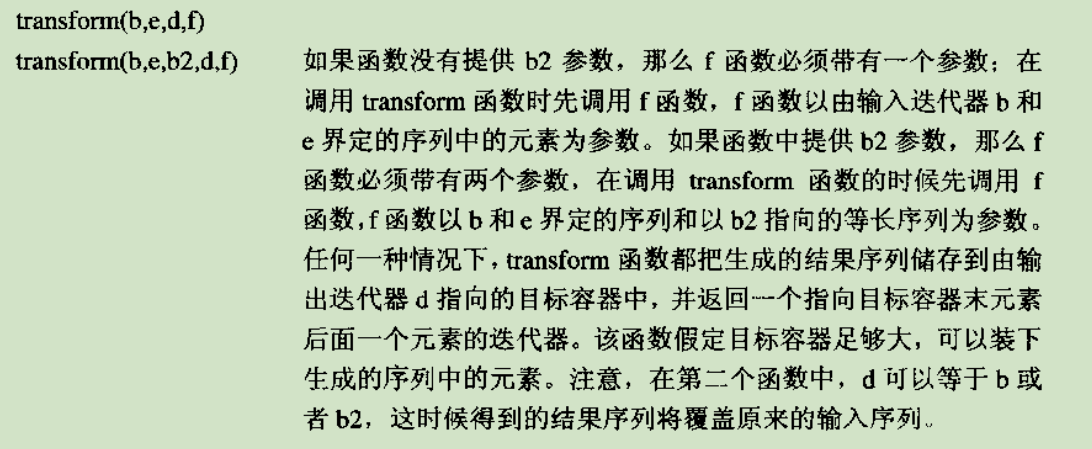 transform(b,e,d,f)
transform(b,e,b2,d,f) 如果函数没有提供 b2 参数，那么 f 函数必须带有一个参数；在
调用 transform 函数时先调用 f 函数，f 函数以由输入迭代器 b 和
e 界定的序列中的元素为参数。如果函数中提供 b2 参数，那么 f
函数必须带有两个参数，在调用 transform 函数的时候先调用 f
函数，f 函数以 b 和 e 界定的序列和以 b2 指向的等长序列为参数。
任何一种情况下，transform 函数都把生成的结果序列储存到由输
出迭代器 d 指向的目标容器中，并返回一个指向目标容器末元素
后面一个元素的迭代器。该函数假定目标容器足够大，可以装下
生成的序列中的元素。注意，在第二个函数中，d 可以等于 b 或
者 b2，这时候得到的结果序列将覆盖原来的输入序列。